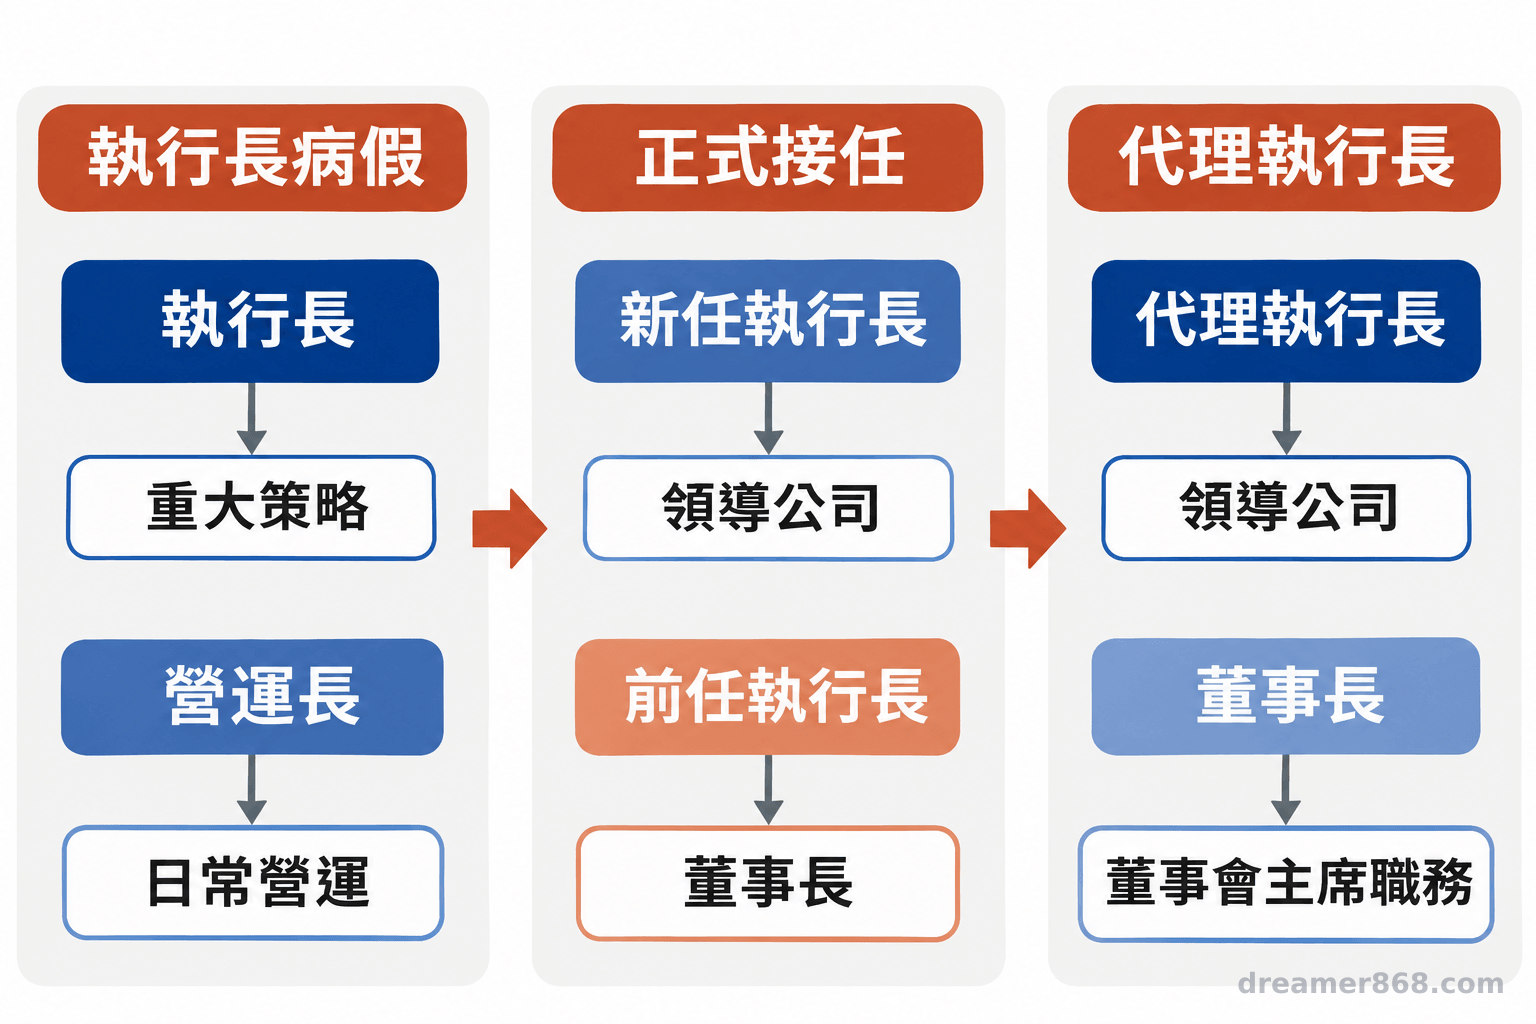 執行長病假
執行長
重大策略
營運長
日常營運
正式接任
新任執行長
領導公司
前任執行長
董事長
代理執行長
代理執行長
領導公司
董事長
董事會主席職務
dreamer868.com